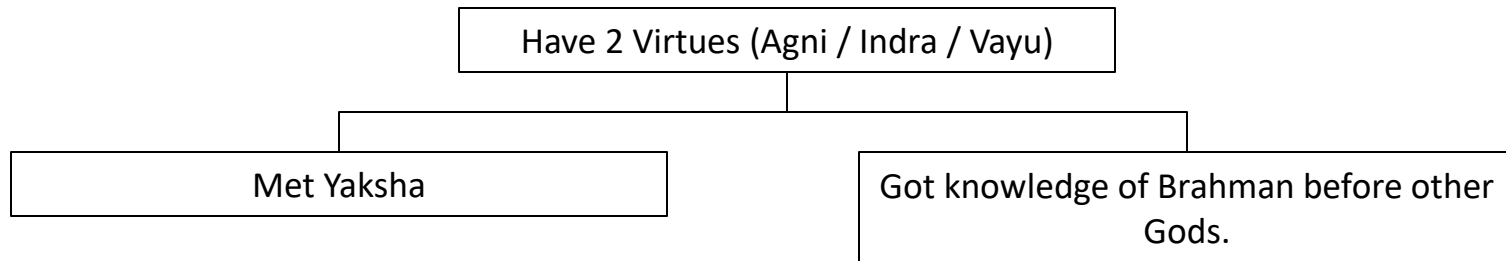 Have 2 Virtues (Agni / Indra / Vayu)
Met Yaksha
Got knowledge of Brahman before other
Gods.